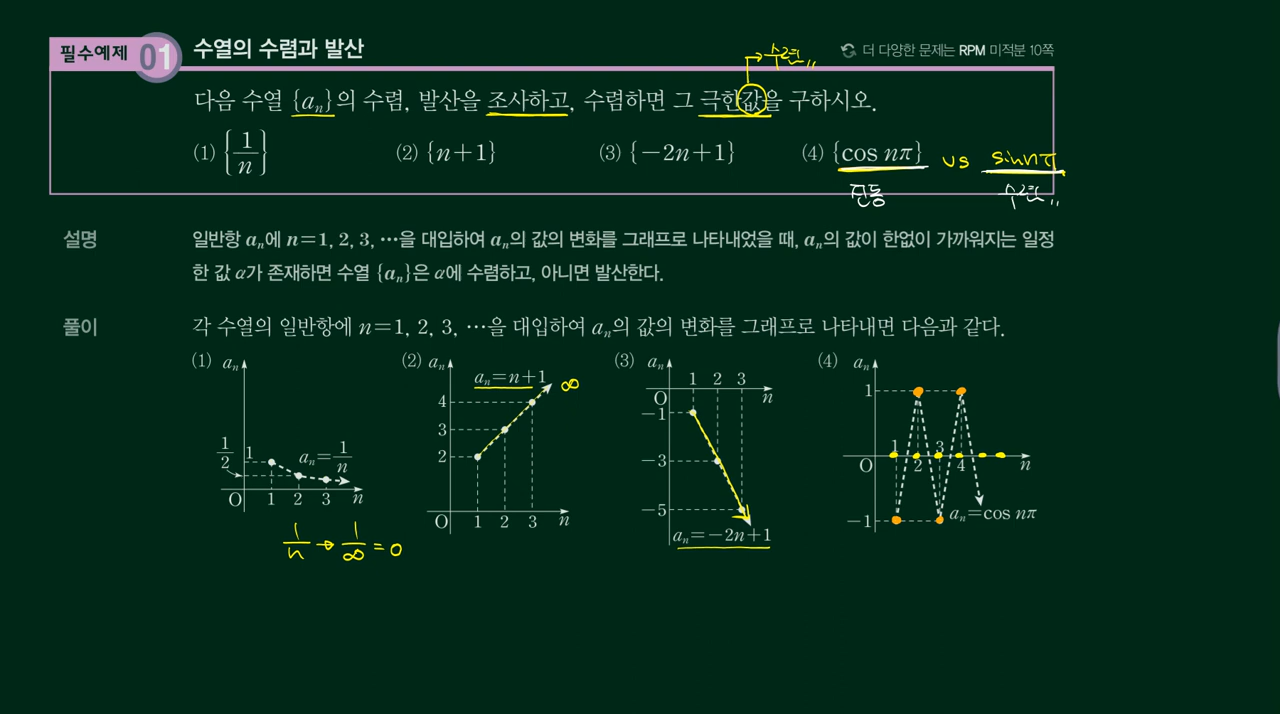 필수예제 01 수열의 수렴과 발산
더 다양한 문제는 RPM 미적분 10쪽
수렴
다음 수열 {aₙ}의 수렴, 발산을 조사하고, 수렴하면 그 극한값을 구하시오.
(1) {1/n} (2) {n+1} (3) {-2n+1} (4) {cos nπ} vs sin nπ
진동 수렴
설명 일반항 aₙ에 n=1, 2, 3, …을 대입하여 aₙ의 값의 변화를 그래프로 나타내었을 때, aₙ의 값이 한없이 가까워지는 일정
한 값 α가 존재하면 수열 {aₙ}은 α에 수렴하고, 아니면 발산한다.
풀이 각 수열의 일반항에 n=1, 2, 3, …을 대입하여 aₙ의 값의 변화를 그래프로 나타내면 다음과 같다.
(1) aₙ
1/2 1
aₙ=1/n
O 1 2 3 n
1/n → 1/∞ = 0
(2) aₙ
aₙ=n+1 ∞
4
3
2
O 1 2 3 n
(3) aₙ
1 2 3
O n
-1
-3
-5
aₙ=-2n+1
(4) aₙ
1
1 3
O 2 4 n
-1
aₙ=cos nπ